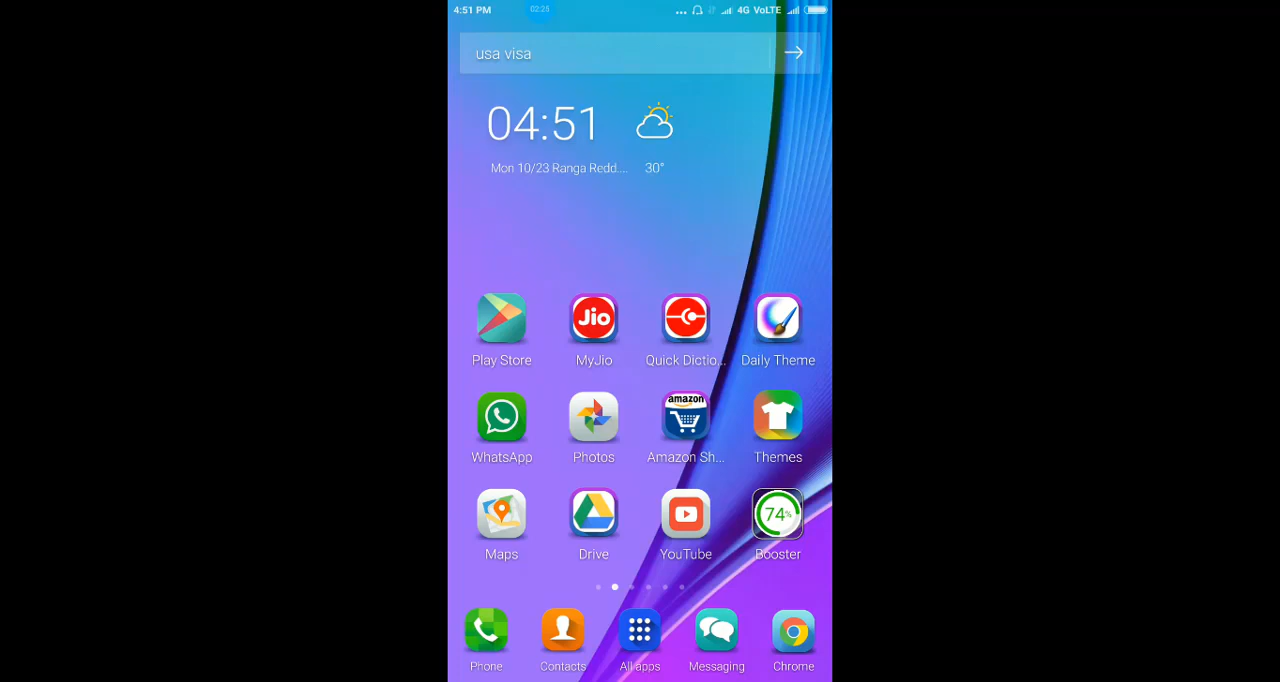 4:51 PM 02:25 ... 4G VoLTE
usa visa
04:51
Mon 10/23 Ranga Redd.... 30°
Jio
Play Store MyJio Quick Dictio... Daily Theme
amazon
WhatsApp Photos Amazon Sh... Themes
74%
Maps Drive YouTube Booster
Phone Contacts All apps Messaging Chrome